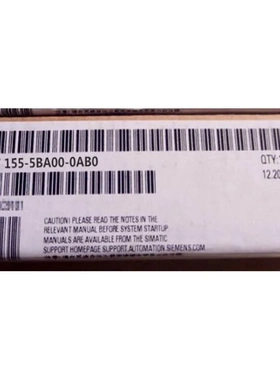 155-5BA00-0AB0
QTY:
12.20
CAUTION! PLEASE READ THE NOTES IN THE
RELEVANT MANUAL BEFORE SYSTEM STARTUP
MANUALS ARE AVAILABLE FROM THE SIMATIC
SUPPORT HOMEPAGE SUPPORT.AUTOMATION.SIEMENS.COM/